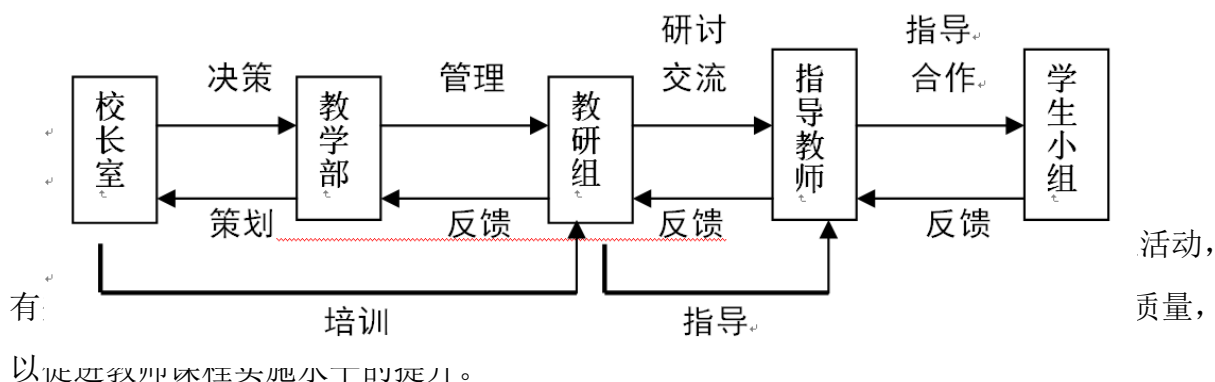 研讨 指导
决策 管理 交流 合作
校长室 教学部 教研组 指导教师 学生小组
策划 反馈 反馈 反馈
活动，
有 质量，
培训 指导
以促进教师课程实施水平的提升。